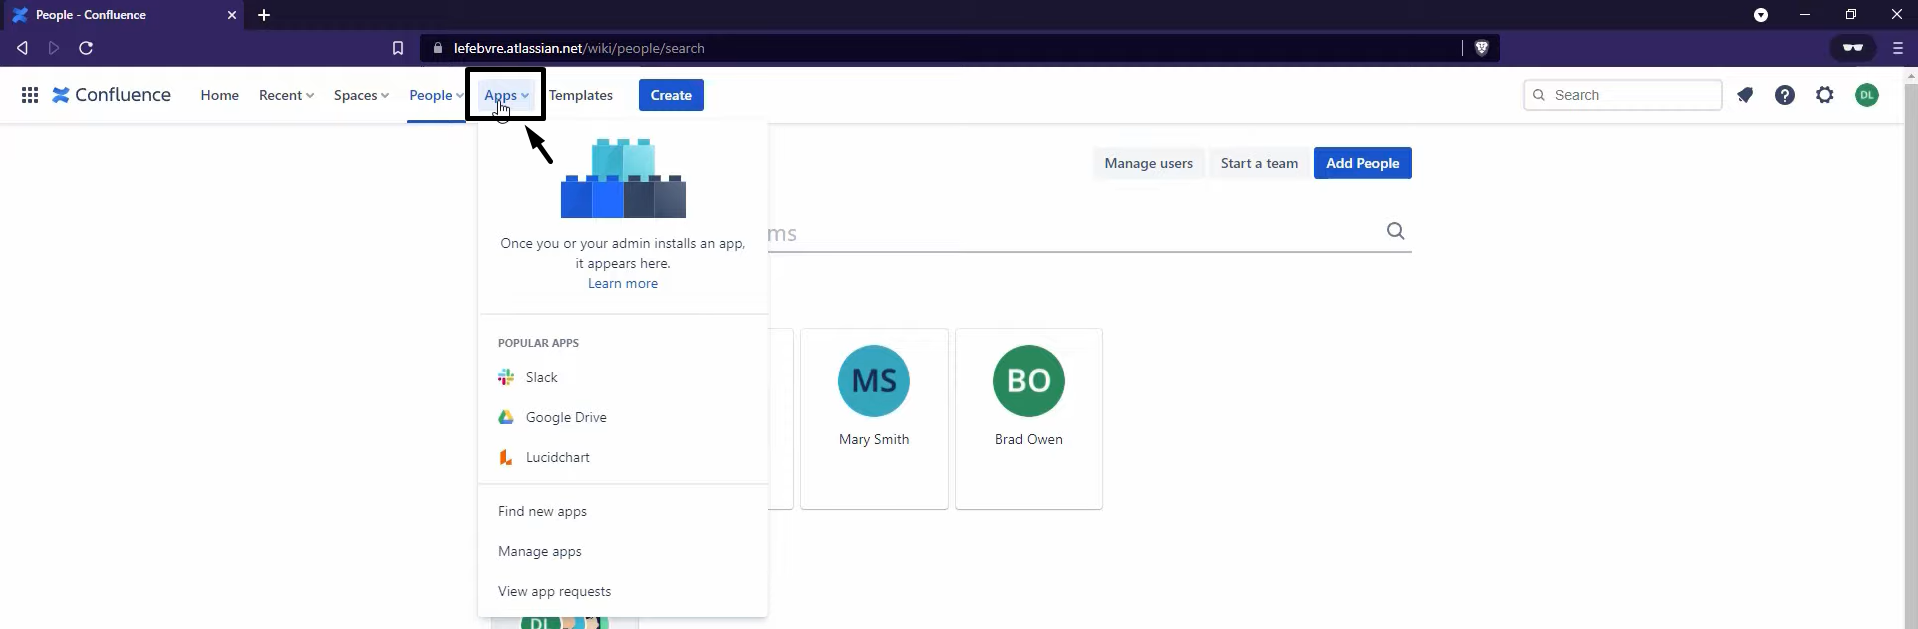 People - Confluence
lefebvre.atlassian.net/wiki/people/search
Confluence Home Recent Spaces People Apps Templates Create Search DL
Manage users Start a team Add People
ms
Once you or your admin installs an app,
it appears here.
Learn more
POPULAR APPS
Slack
Google Drive
Lucidchart
Find new apps
Manage apps
View app requests
MS
Mary Smith
BO
Brad Owen
DL